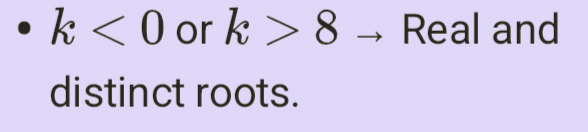 • k < 0 or k > 8 → Real and
distinct roots.